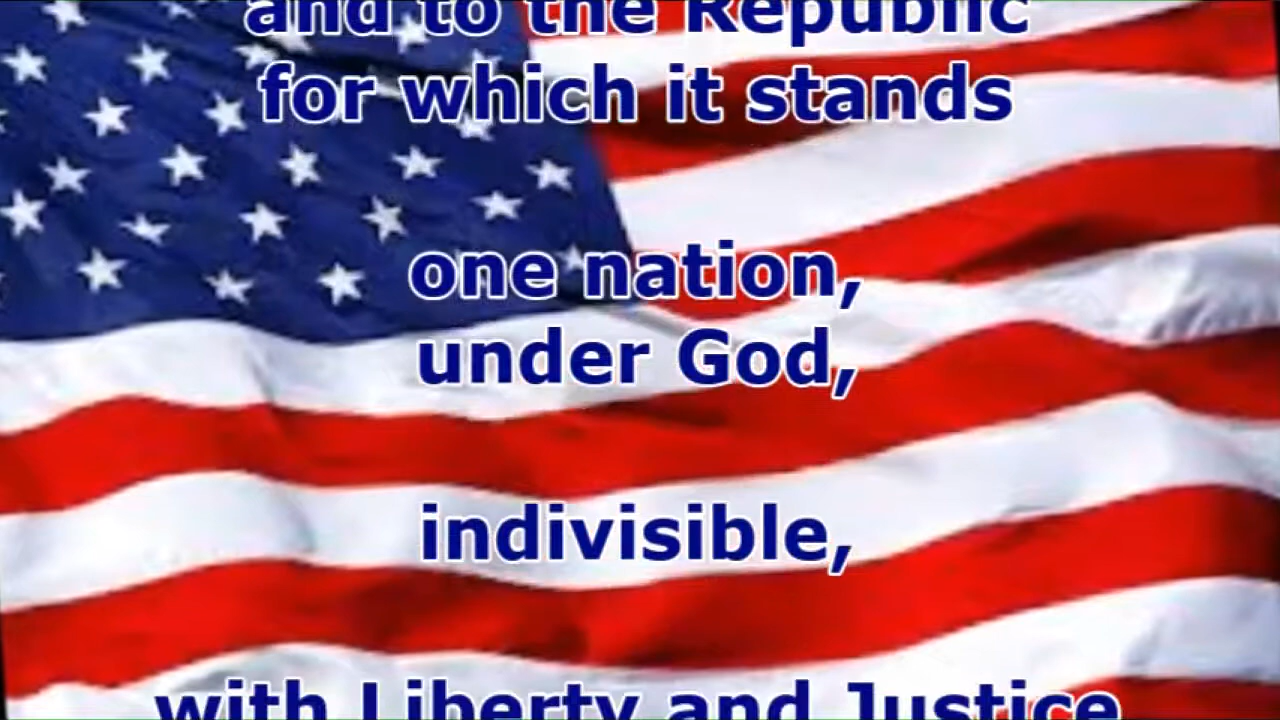 and to the Republic
for which it stands
one nation,
under God,
indivisible,
with Liberty and Justice